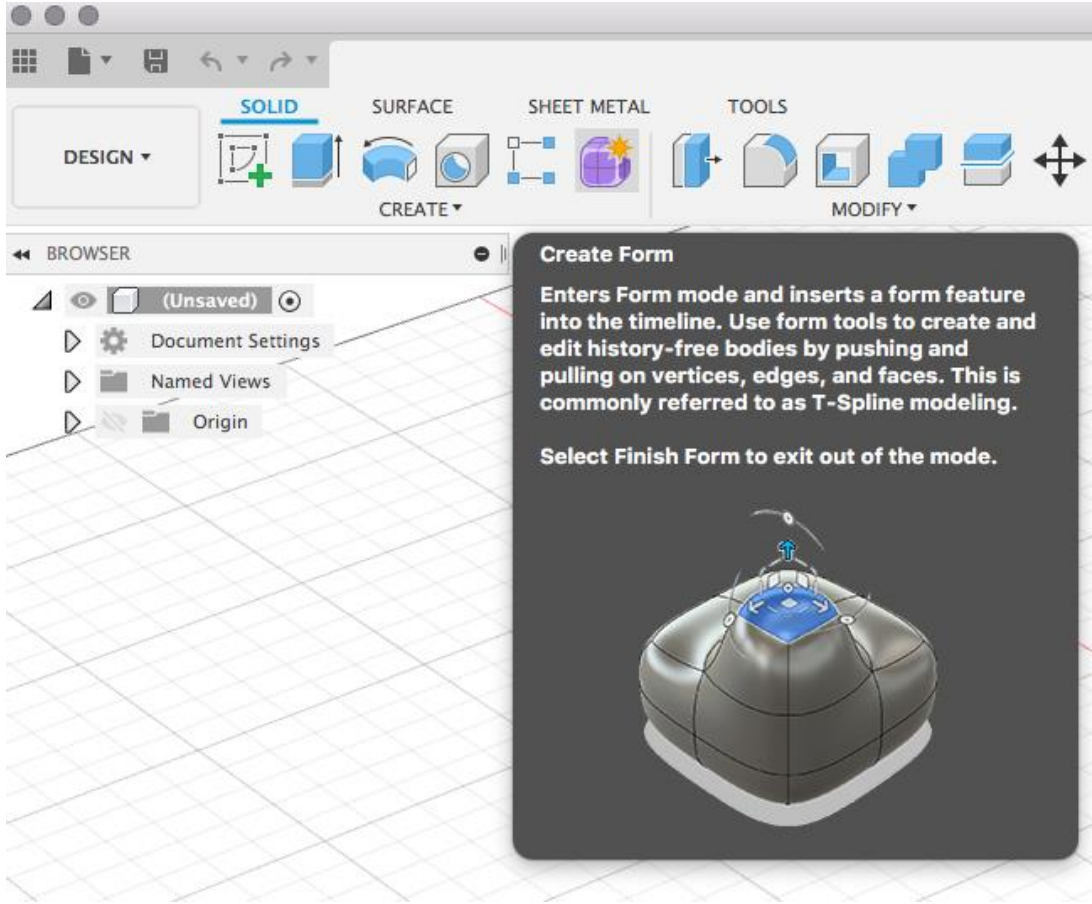 SOLID SURFACE SHEET METAL TOOLS
DESIGN
CREATE MODIFY
BROWSER
(Unsaved)
Document Settings
Named Views
Origin
Create Form
Enters Form mode and inserts a form feature
into the timeline. Use form tools to create and
edit history-free bodies by pushing and
pulling on vertices, edges, and faces. This is
commonly referred to as T-Spline modeling.
Select Finish Form to exit out of the mode.